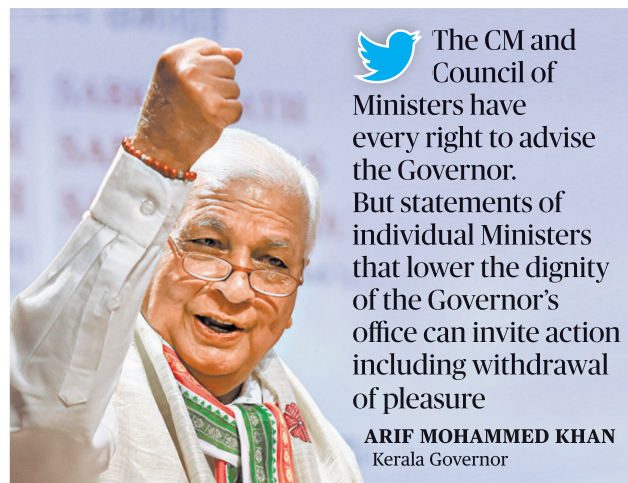 The CM and
Council of
Ministers have
every right to advise
the Governor.
But statements of
individual Ministers
that lower the dignity
of the Governor’s
office can invite action
including withdrawal
of pleasure
ARIF MOHAMMED KHAN
Kerala Governor